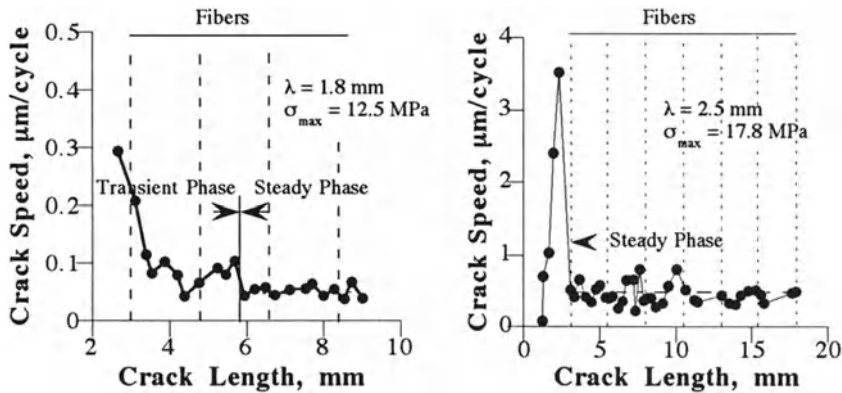 Fibers
0.5
0.4
0.3
0.2
0.1
0
λ = 1.8 mm
σmax = 12.5 MPa
Transient Phase
Steady Phase
2
4
6
8
10
Crack Length, mm
Crack Speed, µm/cycle
Fibers
4
3
2
1
0
λ = 2.5 mm
σmax = 17.8 MPa
Steady Phase
0
5
10
15
20
Crack Length, mm
Crack Speed, µm/cycle